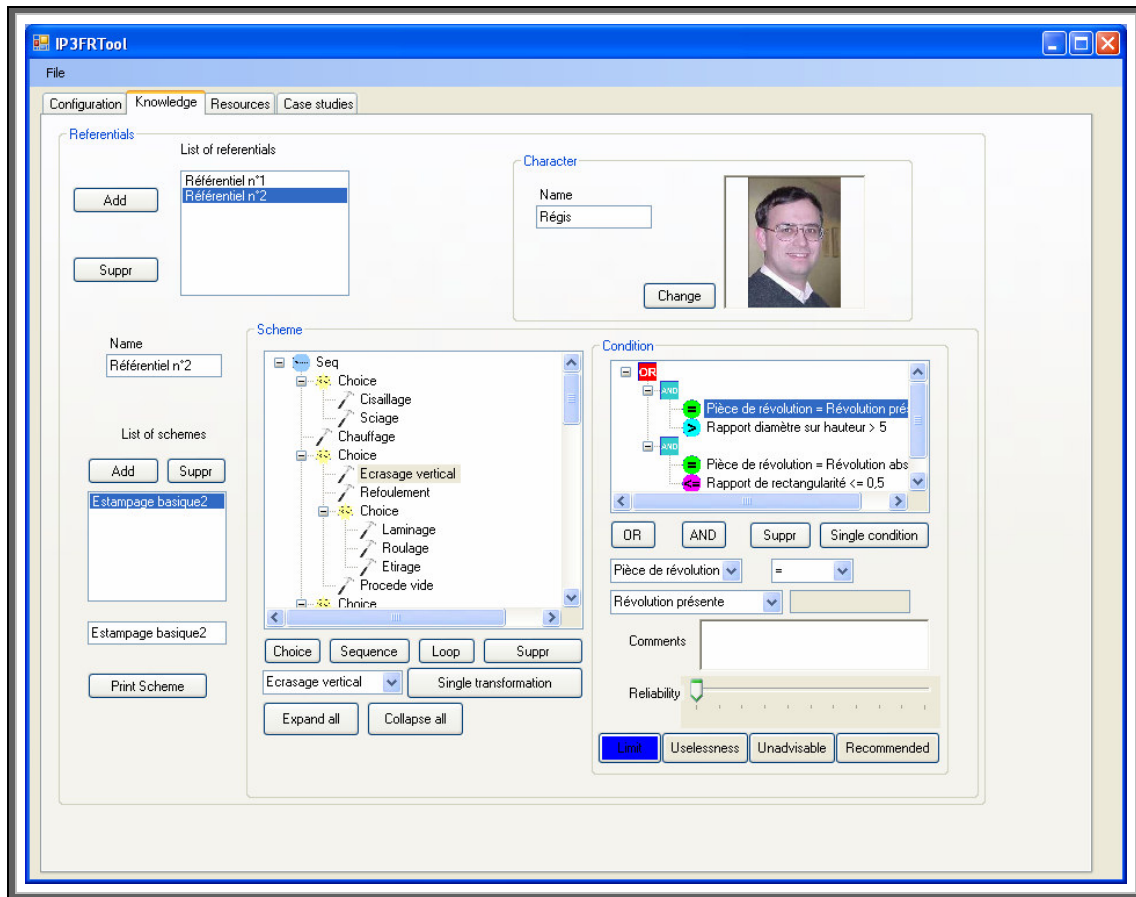 IP3FRTool
File
Configuration Knowledge Resources Case studies
Referentials
List of referentials
Référentiel n°1
Référentiel n°2
Add
Suppr
Character
Name
Régis
Change
Name
Référentiel n°2
List of schemes
Add Suppr
Estampage basique2
Estampage basique2
Print Scheme
Scheme
Seq
Choice
Cisaillage
Sciage
Chauffage
Choice
Ecrasage vertical
Refoulement
Choice
Laminage
Roulage
Etirage
Procede vide
Choice
Choice Sequence Loop Suppr
Ecrasage vertical Single transformation
Expand all Collapse all
Condition
OR
AND
= Pièce de révolution = Révolution pré
> Rapport diamètre sur hauteur > 5
AND
= Pièce de révolution = Révolution abs
<= Rapport de rectangularité <= 0,5
OR AND Suppr Single condition
Pièce de révolution =
Révolution présente
Comments
Reliability
Limit Uselessness Unadvisable Recommended